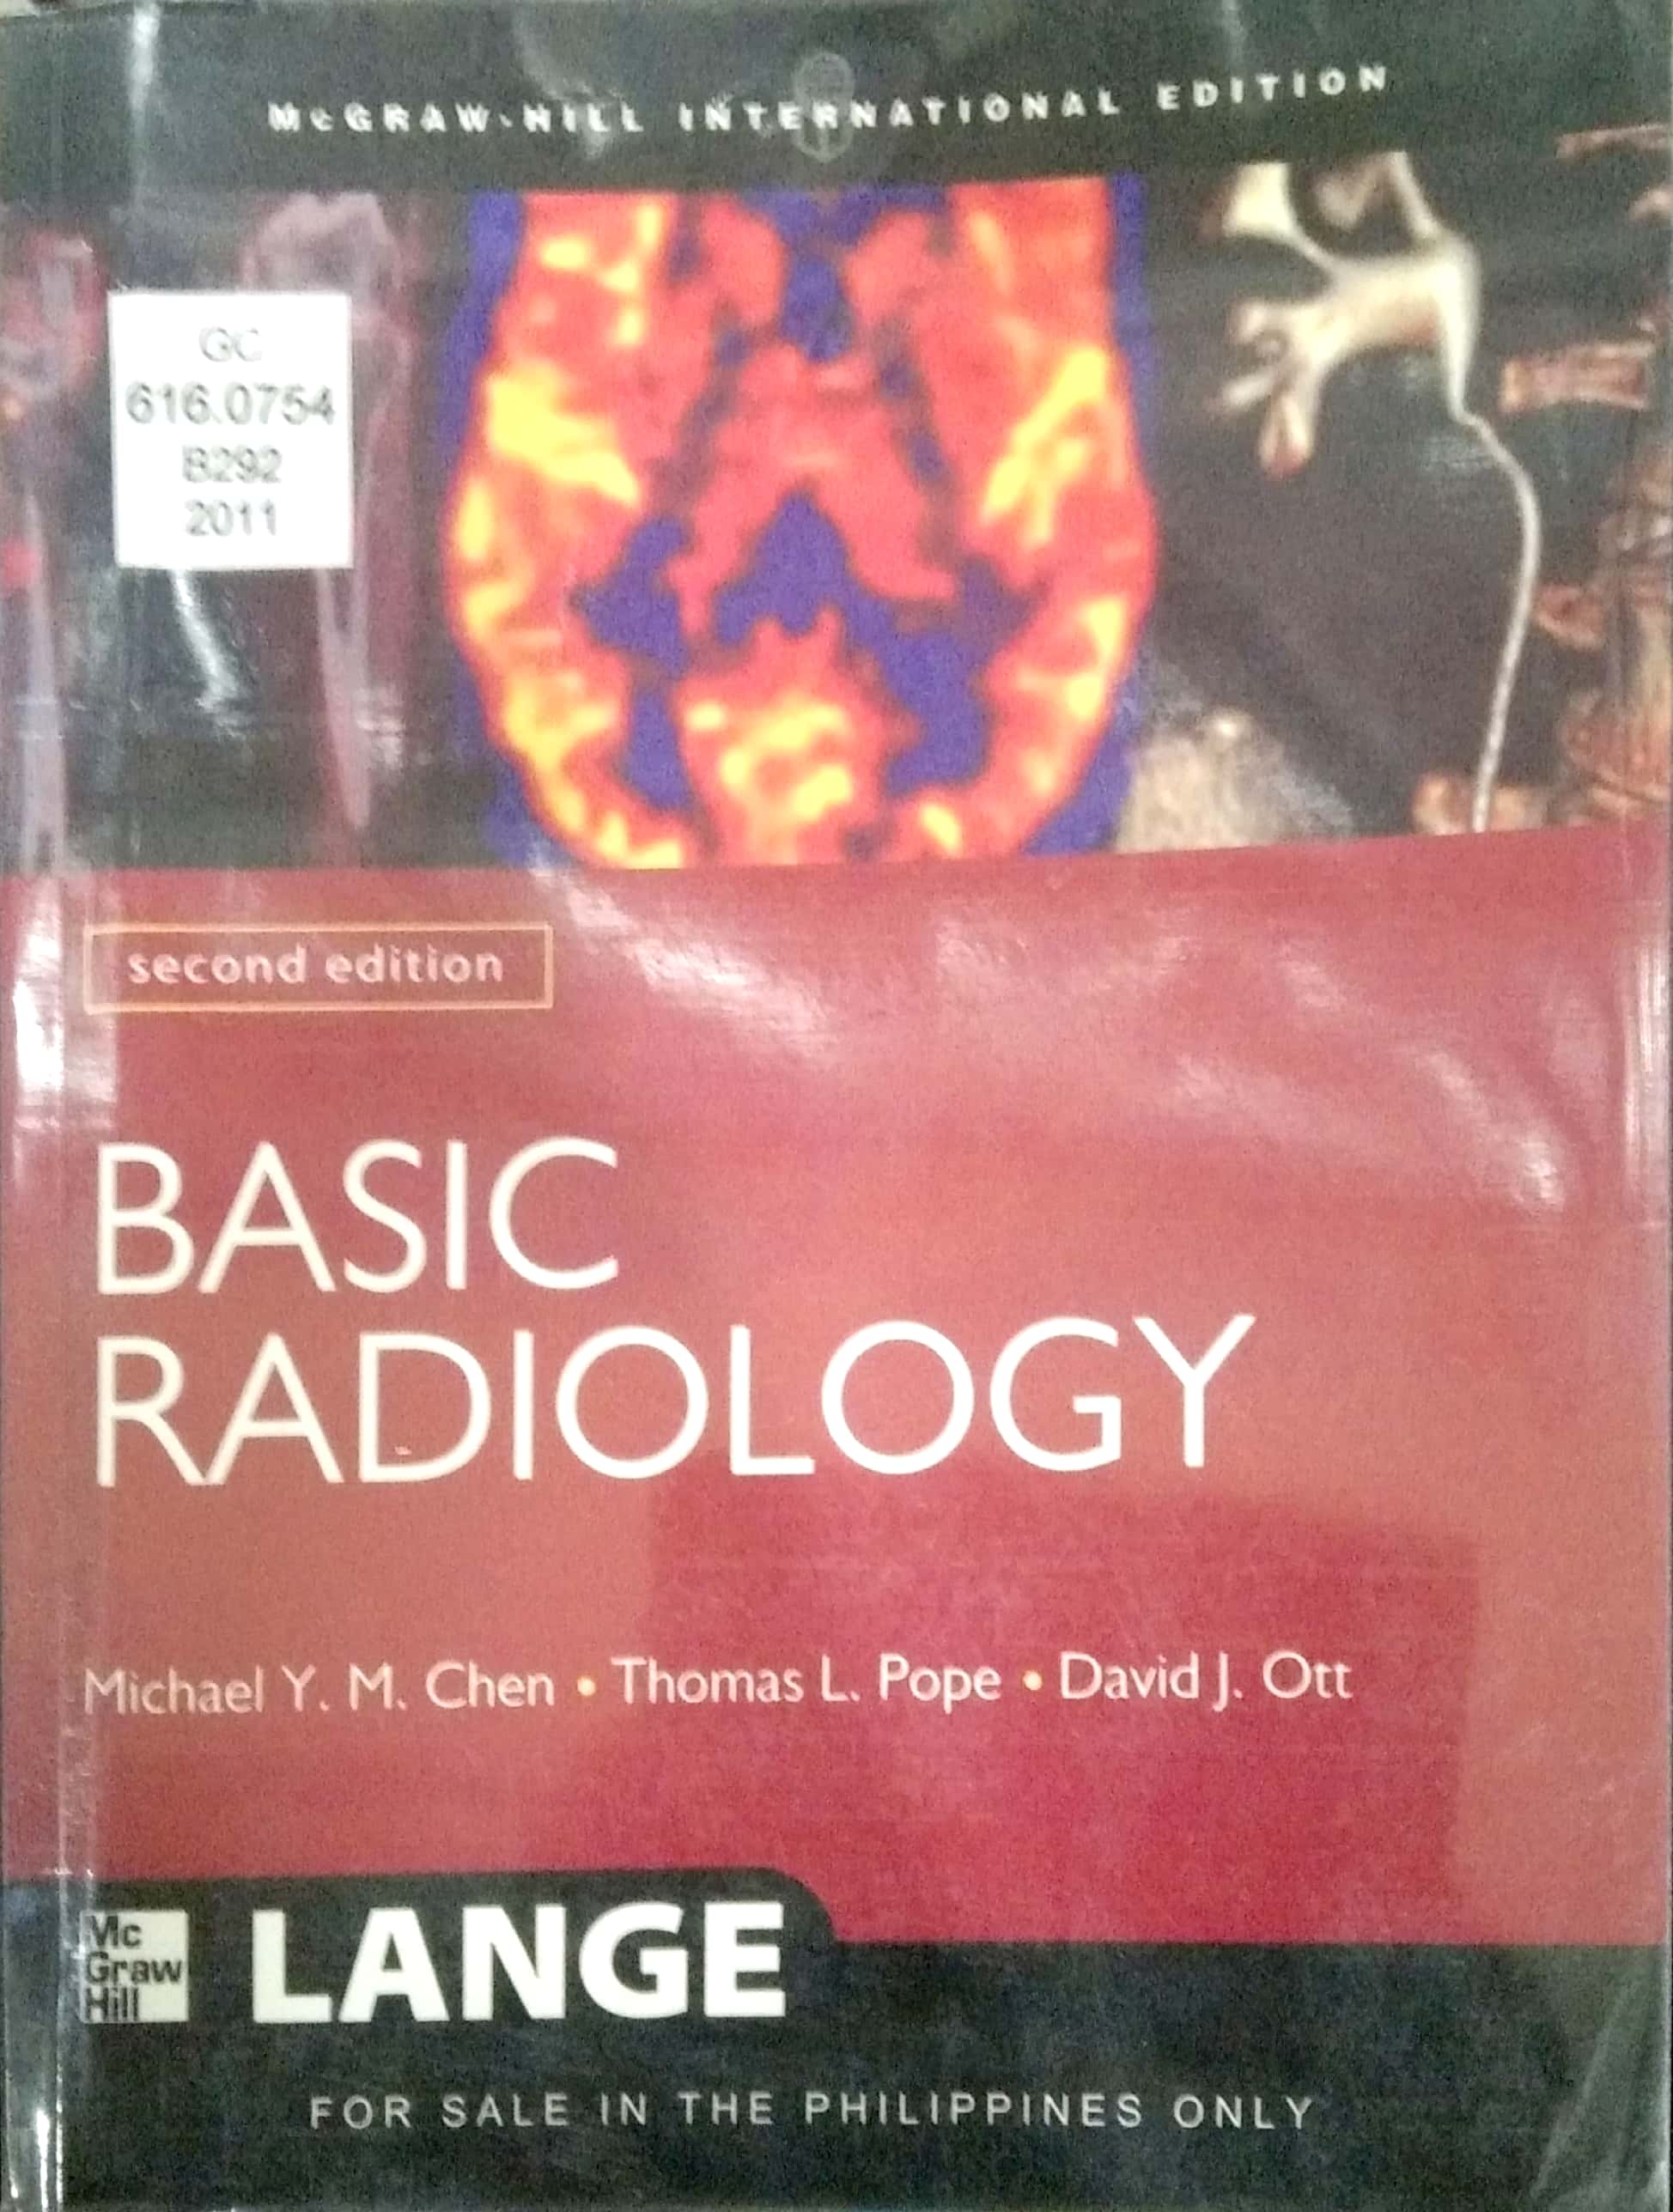 McGRAW-HILL INTERNATIONAL EDITION
GC
616.0754
B292
2011
second edition
BASIC
RADIOLOGY
Michael Y. M. Chen • Thomas L. Pope • David J. Ott
Mc
Graw
Hill
LANGE
FOR SALE IN THE PHILIPPINES ONLY